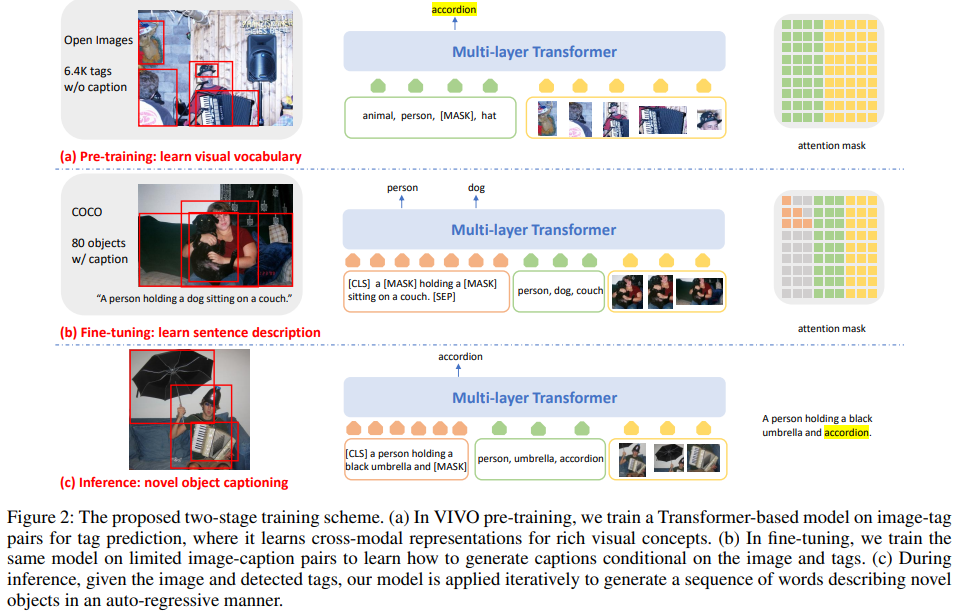 accordion
Open Images
6.4K tags
w/o caption
Multi-layer Transformer
animal, person, [MASK], hat
attention mask
(a) Pre-training: learn visual vocabulary
person dog
COCO
80 objects
w/ caption
Multi-layer Transformer
[CLS] a [MASK] holding a [MASK]
sitting on a couch. [SEP]
person, dog, couch
"A person holding a dog sitting on a couch."
attention mask
(b) Fine-tuning: learn sentence description
accordion
Multi-layer Transformer
[CLS] a person holding a
black umbrella and [MASK]
person, umbrella, accordion
A person holding a black
umbrella and accordion.
(c) Inference: novel object captioning
Figure 2: The proposed two-stage training scheme. (a) In VIVO pre-training, we train a Transformer-based model on image-tag
pairs for tag prediction, where it learns cross-modal representations for rich visual concepts. (b) In fine-tuning, we train the
same model on limited image-caption pairs to learn how to generate captions conditional on the image and tags. (c) During
inference, given the image and detected tags, our model is applied iteratively to generate a sequence of words describing novel
objects in an auto-regressive manner.